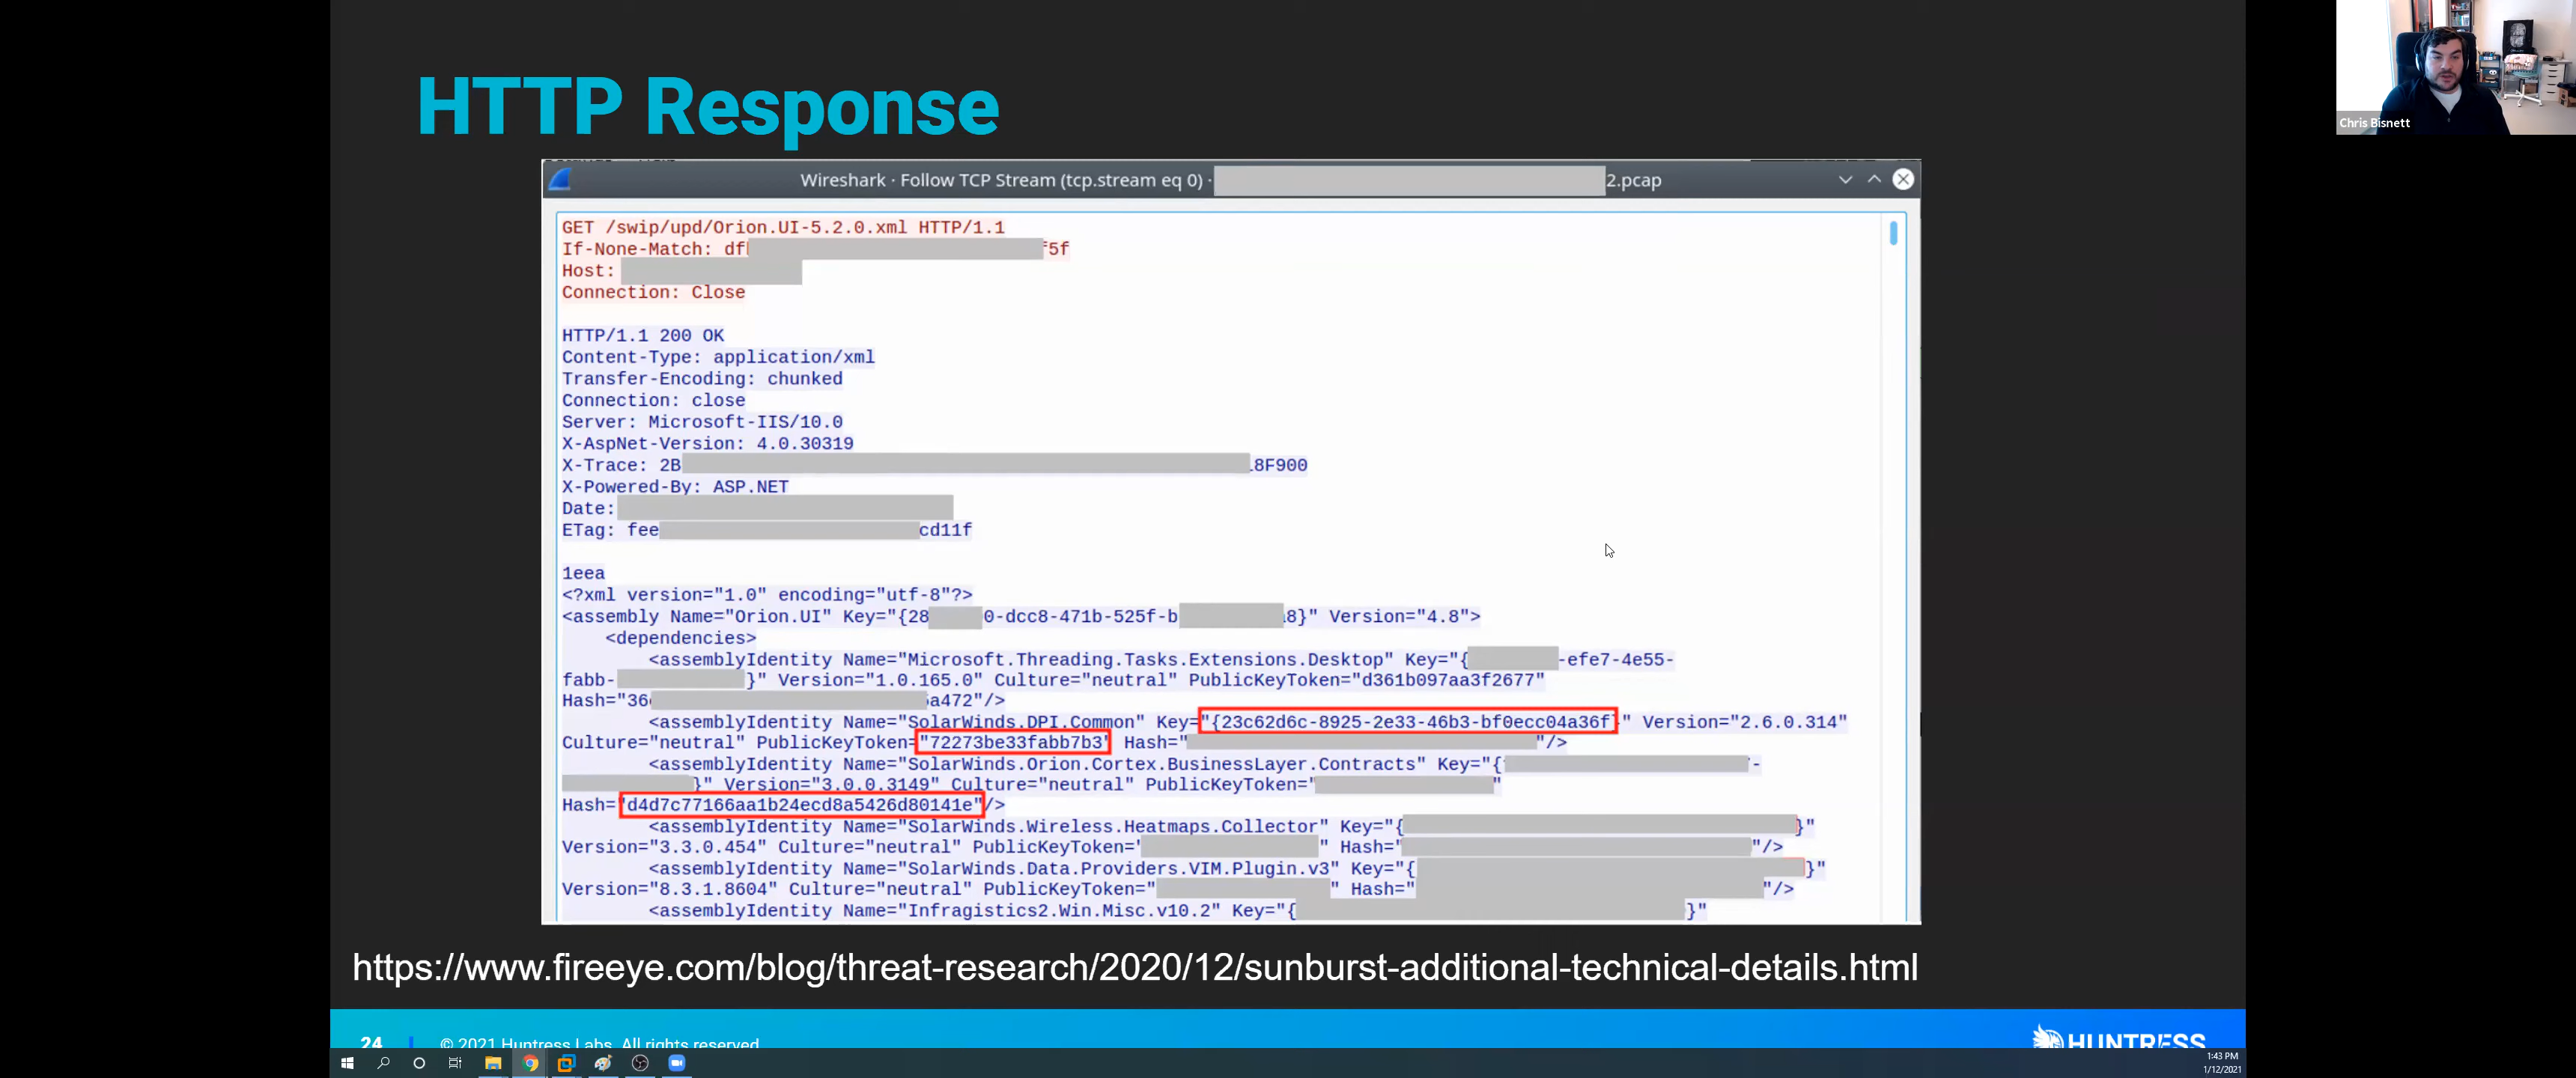 HTTP Response
Chris Bisnett
Wireshark · Follow TCP Stream (tcp.stream eq 0) · 2.pcap
GET /swip/upd/Orion.UI-5.2.0.xml HTTP/1.1
If-None-Match: df f5f
Host:
Connection: Close
HTTP/1.1 200 OK
Content-Type: application/xml
Transfer-Encoding: chunked
Connection: close
Server: Microsoft-IIS/10.0
X-AspNet-Version: 4.0.30319
X-Trace: 2B 8F900
X-Powered-By: ASP.NET
Date:
ETag: fee cd11f
1eea
<?xml version="1.0" encoding="utf-8"?>
<assembly Name="Orion.UI" Key="{28 0-dcc8-471b-525f-b 8}" Version="4.8">
<dependencies>
<assemblyIdentity Name="Microsoft.Threading.Tasks.Extensions.Desktop" Key="{ -efe7-4e55-
fabb- }" Version="1.0.165.0" Culture="neutral" PublicKeyToken="d361b097aa3f2677"
Hash="36 a472"/>
<assemblyIdentity Name="SolarWinds.DPI.Common" Key="{23c62d6c-8925-2e33-46b3-bf0ecc04a36f}" Version="2.6.0.314"
Culture="neutral" PublicKeyToken="72273be33fabb7b3" Hash=" "/>
<assemblyIdentity Name="SolarWinds.Orion.Cortex.BusinessLayer.Contracts" Key="{ -
}" Version="3.0.0.3149" Culture="neutral" PublicKeyToken=" "
Hash="d4d7c77166aa1b24ecd8a5426d80141e"/>
<assemblyIdentity Name="SolarWinds.Wireless.Heatmaps.Collector" Key="{ }"
Version="3.3.0.454" Culture="neutral" PublicKeyToken=" " Hash=" "/>
<assemblyIdentity Name="SolarWinds.Data.Providers.VIM.Plugin.v3" Key="{ }"
Version="8.3.1.8604" Culture="neutral" PublicKeyToken=" " Hash=" "/>
<assemblyIdentity Name="Infragistics2.Win.Misc.v10.2" Key="{ }"
https://www.fireeye.com/blog/threat-research/2020/12/sunburst-additional-technical-details.html
24 © 2021 Huntress Labs. All rights reserved
HUNTRESS
1:43 PM
1/12/2021